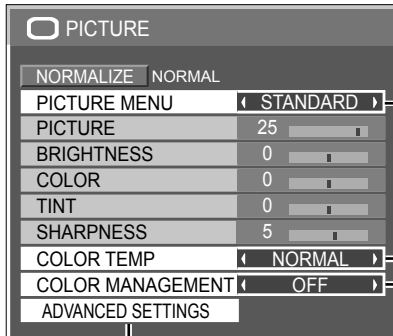 PICTURE
NORMALIZE NORMAL
PICTURE MENU STANDARD
PICTURE 25
BRIGHTNESS 0
COLOR 0
TINT 0
SHARPNESS 5
COLOR TEMP NORMAL
COLOR MANAGEMENT OFF
ADVANCED SETTINGS